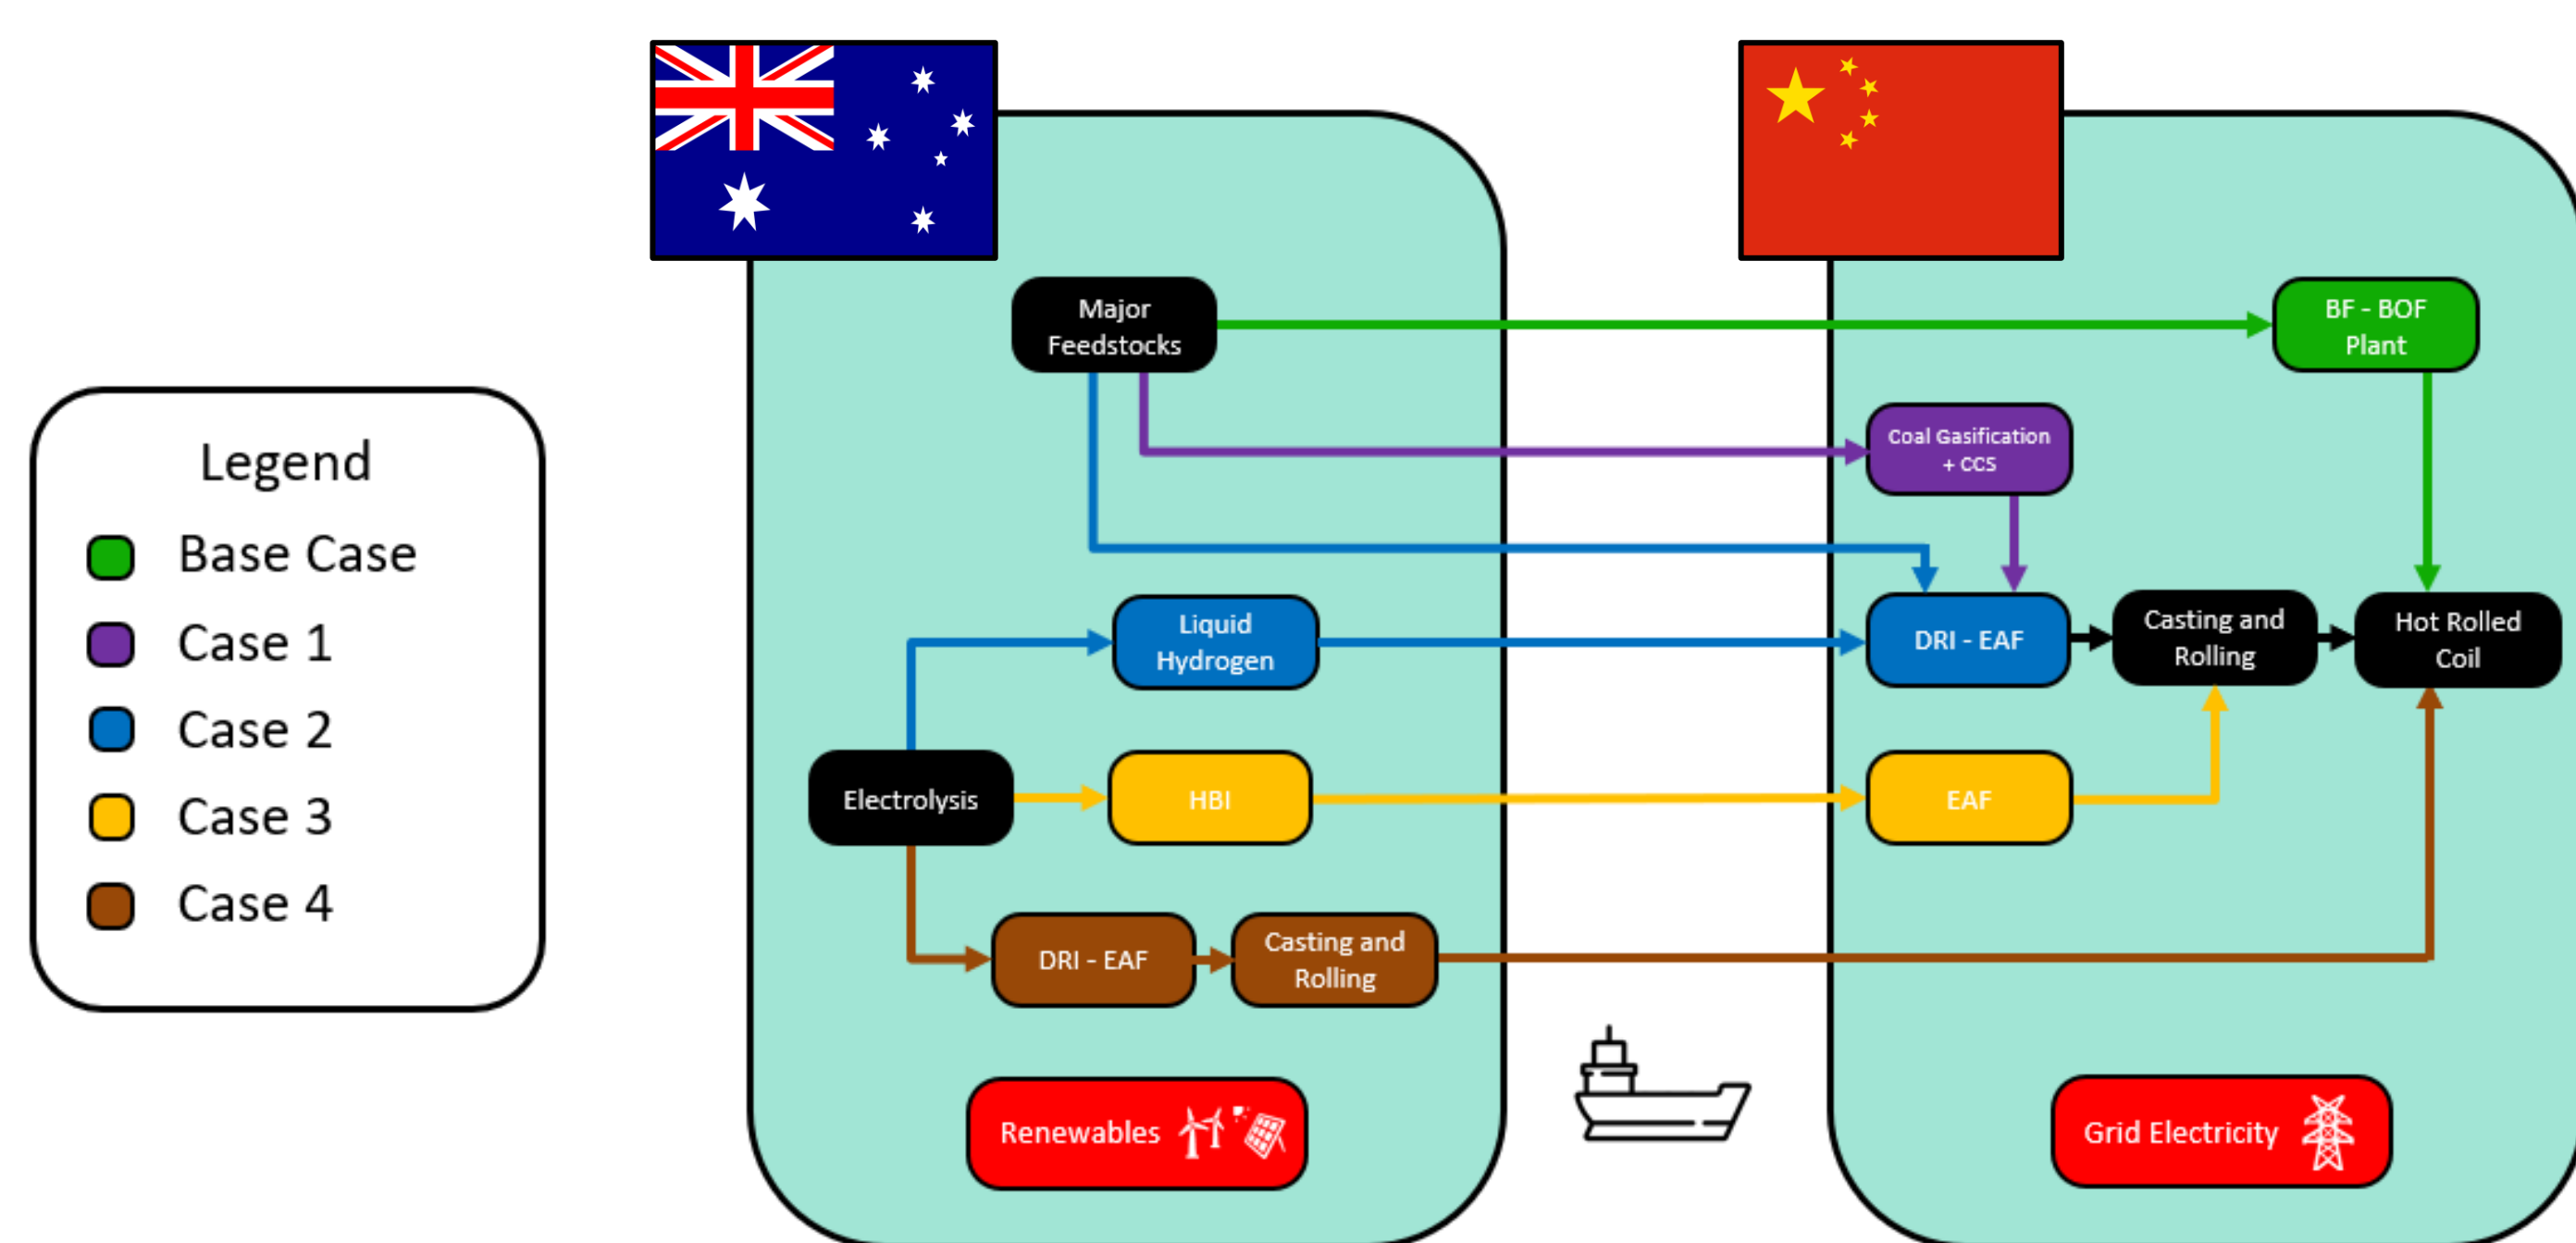 Legend
Base Case
Case 1
Case 2
Case 3
Case 4
Major
Feedstocks
BF - BOF
Plant
Coal Gasification
+ CCS
Liquid
Hydrogen
DRI - EAF
Casting and
Rolling
Hot Rolled
Coil
Electrolysis
HBI
EAF
DRI - EAF
Casting and
Rolling
Renewables
Grid Electricity